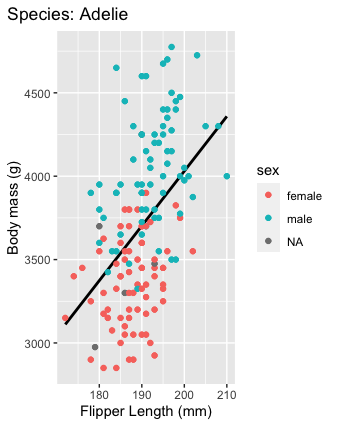 Species: Adelie
4500
4000
3500
3000
Body mass (g)
180 190 200 210
Flipper Length (mm)
sex
female
male
NA